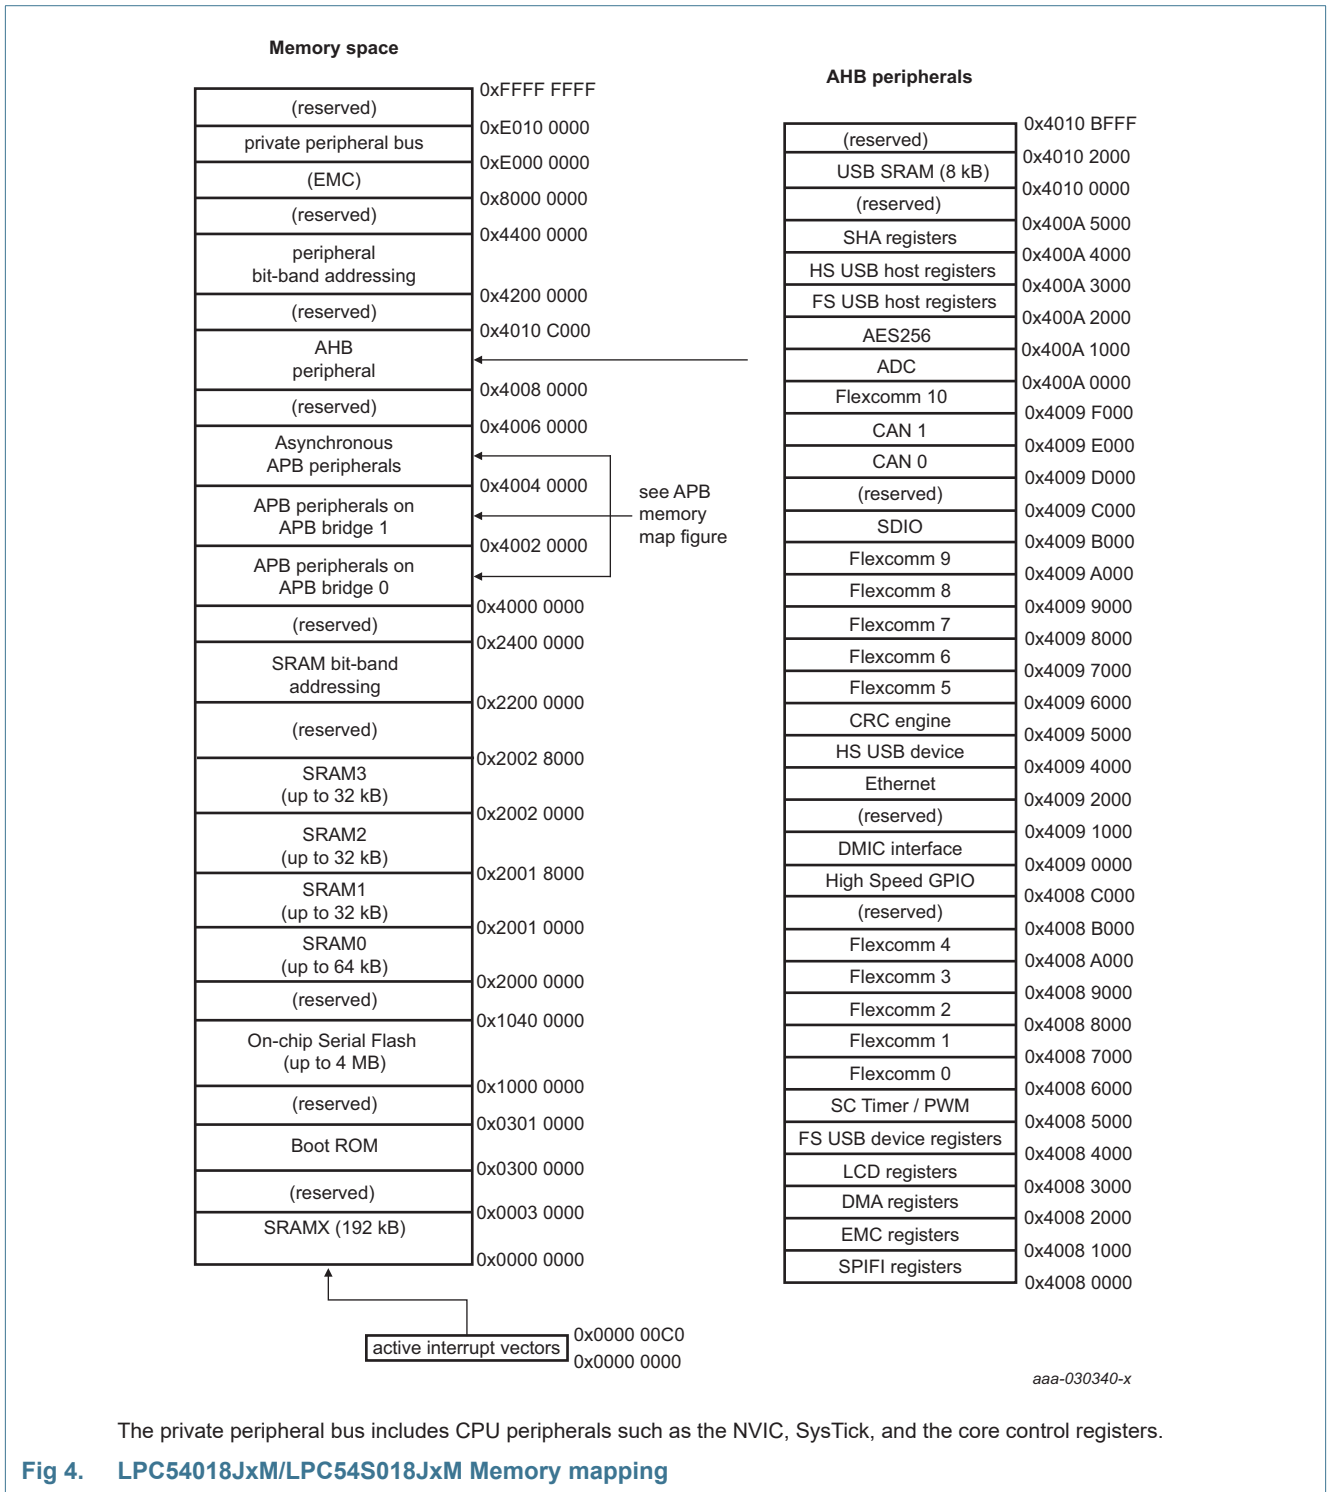 Memory space
0xFFFF FFFF
(reserved)
0xE010 0000
private peripheral bus
0xE000 0000
(EMC)
0x8000 0000
(reserved)
0x4400 0000
peripheral
bit-band addressing
0x4200 0000
(reserved)
0x4010 C000
AHB
peripheral
0x4008 0000
(reserved)
0x4006 0000
Asynchronous
APB peripherals
0x4004 0000
APB peripherals on
APB bridge 1
0x4002 0000
APB peripherals on
APB bridge 0
0x4000 0000
(reserved)
0x2400 0000
SRAM bit-band
addressing
0x2200 0000
(reserved)
0x2002 8000
SRAM3
(up to 32 kB)
0x2002 0000
SRAM2
(up to 32 kB)
0x2001 8000
SRAM1
(up to 32 kB)
0x2001 0000
SRAM0
(up to 64 kB)
0x2000 0000
(reserved)
0x1040 0000
On-chip Serial Flash
(up to 4 MB)
0x1000 0000
(reserved)
0x0301 0000
Boot ROM
0x0300 0000
(reserved)
0x0003 0000
SRAMX (192 kB)
0x0000 0000
active interrupt vectors
0x0000 00C0
0x0000 0000
see APB
memory
map figure
AHB peripherals
0x4010 BFFF
(reserved)
0x4010 2000
USB SRAM (8 kB)
0x4010 0000
(reserved)
0x400A 5000
SHA registers
0x400A 4000
HS USB host registers
0x400A 3000
FS USB host registers
0x400A 2000
AES256
0x400A 1000
ADC
0x400A 0000
Flexcomm 10
0x4009 F000
CAN 1
0x4009 E000
CAN 0
0x4009 D000
(reserved)
0x4009 C000
SDIO
0x4009 B000
Flexcomm 9
0x4009 A000
Flexcomm 8
0x4009 9000
Flexcomm 7
0x4009 8000
Flexcomm 6
0x4009 7000
Flexcomm 5
0x4009 6000
CRC engine
0x4009 5000
HS USB device
0x4009 4000
Ethernet
0x4009 2000
(reserved)
0x4009 1000
DMIC interface
0x4009 0000
High Speed GPIO
0x4008 C000
(reserved)
0x4008 B000
Flexcomm 4
0x4008 A000
Flexcomm 3
0x4008 9000
Flexcomm 2
0x4008 8000
Flexcomm 1
0x4008 7000
Flexcomm 0
0x4008 6000
SC Timer / PWM
0x4008 5000
FS USB device registers
0x4008 4000
LCD registers
0x4008 3000
DMA registers
0x4008 2000
EMC registers
0x4008 1000
SPIFI registers
0x4008 0000
aaa-030340-x
The private peripheral bus includes CPU peripherals such as the NVIC, SysTick, and the core control registers.
Fig 4. LPC54018JxM/LPC54S018JxM Memory mapping